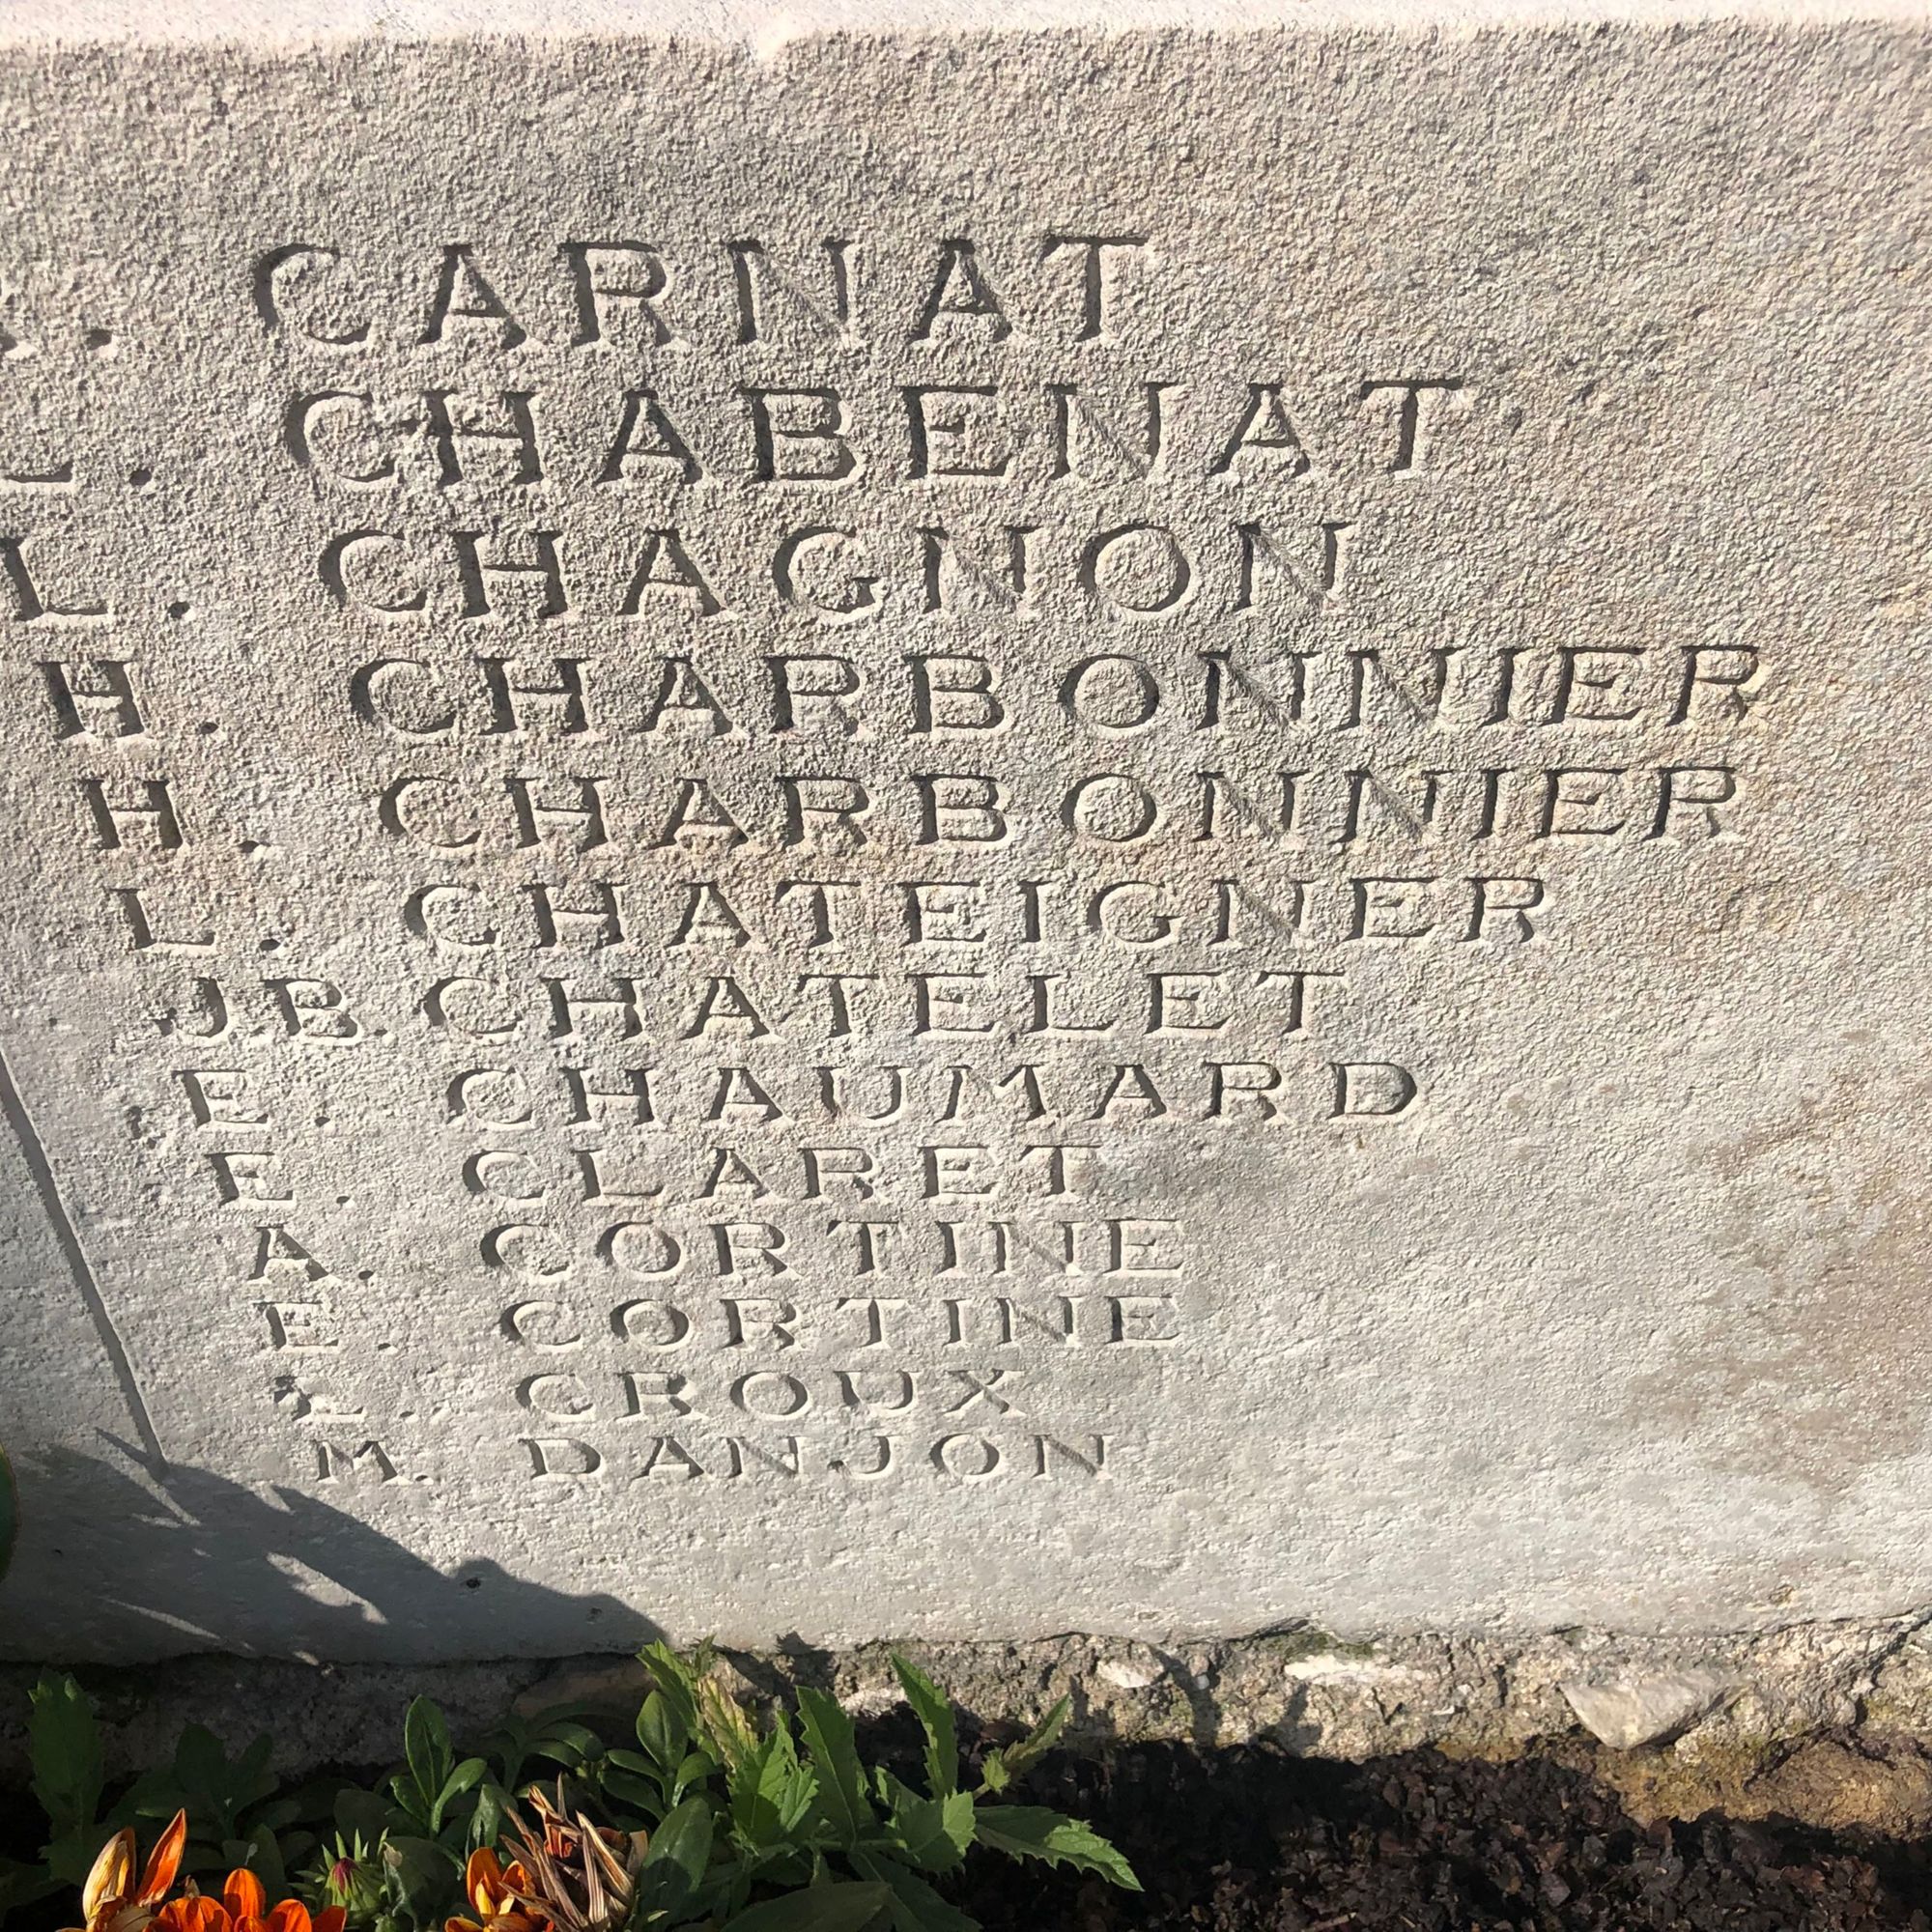 CARNAT
L. CHABENAT
L. CHAGNON
H. CHARBONNIER
H. CHARBONNIER
L. CHATEIGNER
J.B. CHATELET
E. CHAUMARD
E. CLARET
A. CORTINE
E. CORTINE
L. CROUX
M. DANJON